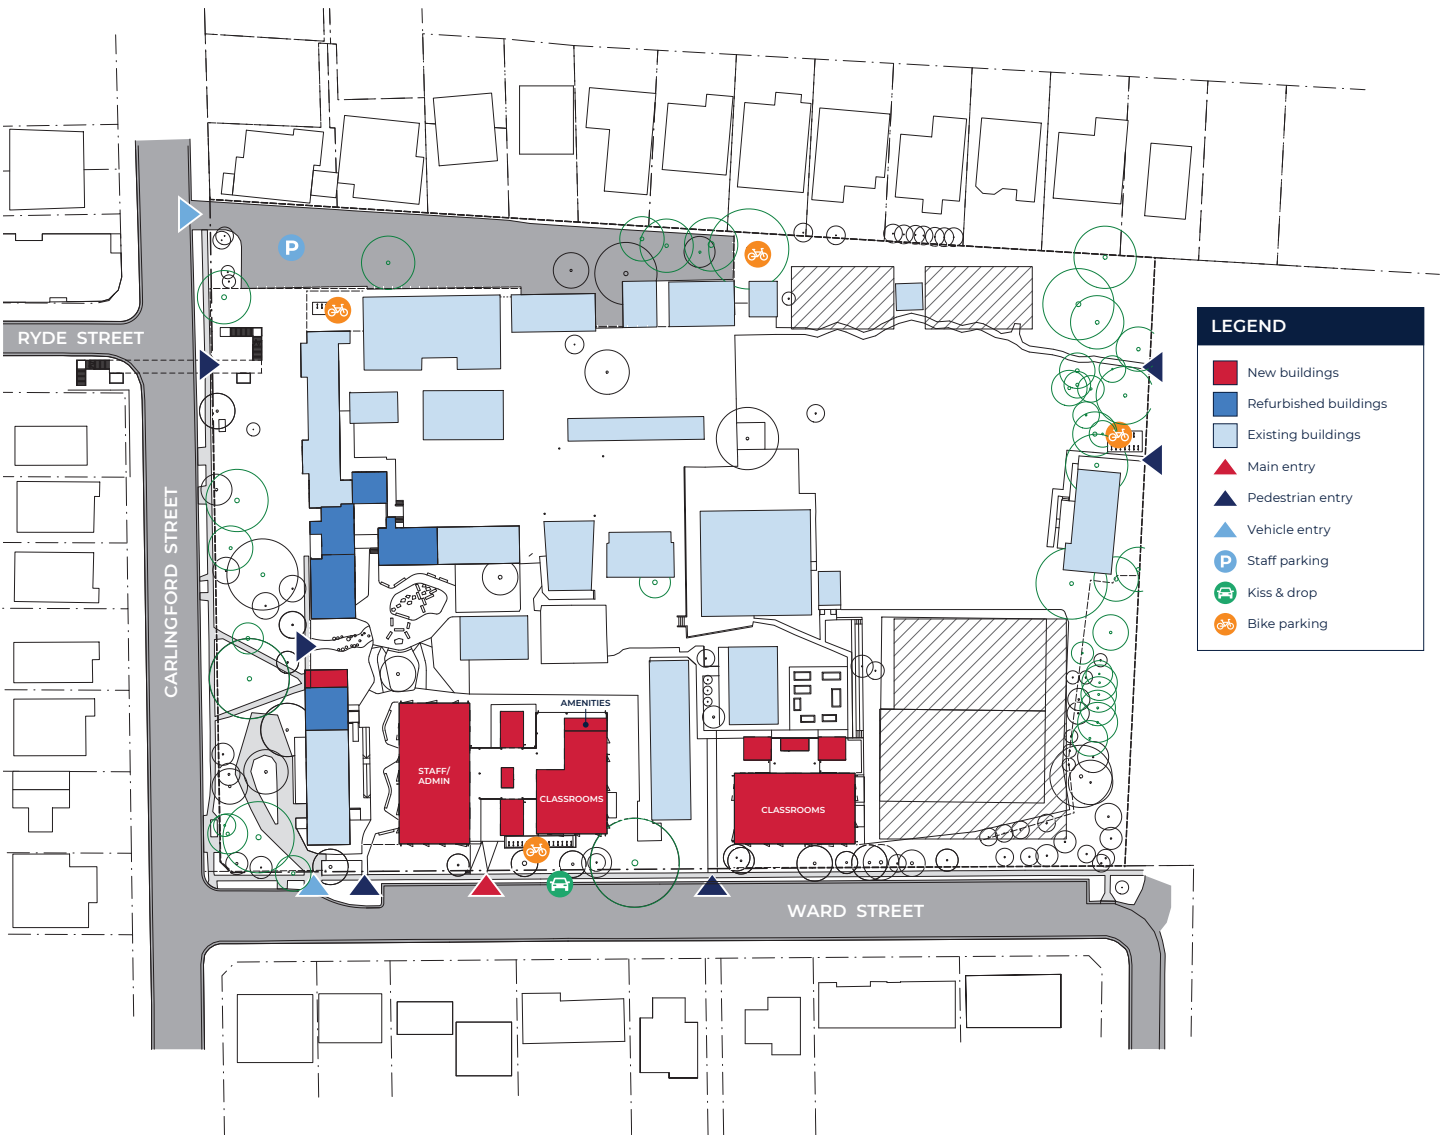 P
RYDE STREET
CARLINGFORD STREET
AMENITIES
STAFF/
ADMIN
CLASSROOMS
CLASSROOMS
WARD STREET
LEGEND
New buildings
Refurbished buildings
Existing buildings
Main entry
Pedestrian entry
Vehicle entry
P Staff parking
Kiss & drop
Bike parking